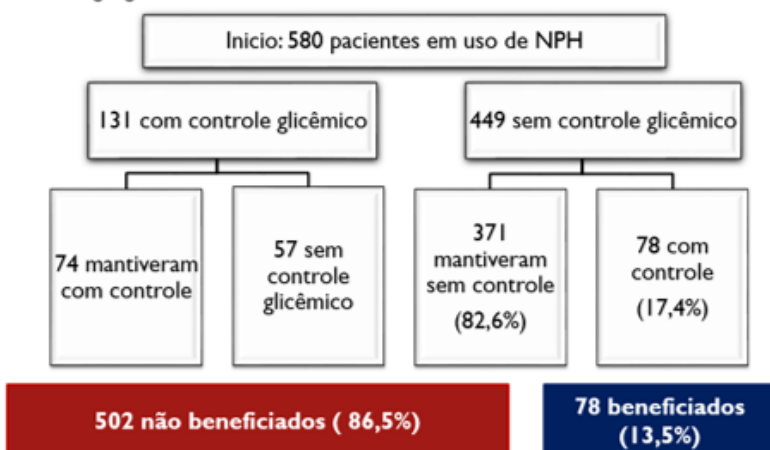 Inicio: 580 pacientes em uso de NPH
131 com controle glicêmico
449 sem controle glicêmico
74 mantiveram
com controle
57 sem
controle
glicêmico
371
mantiveram
sem controle
(82,6%)
78 com
controle
(17,4%)
502 não beneficiados ( 86,5%)
78 beneficiados
(13,5%)